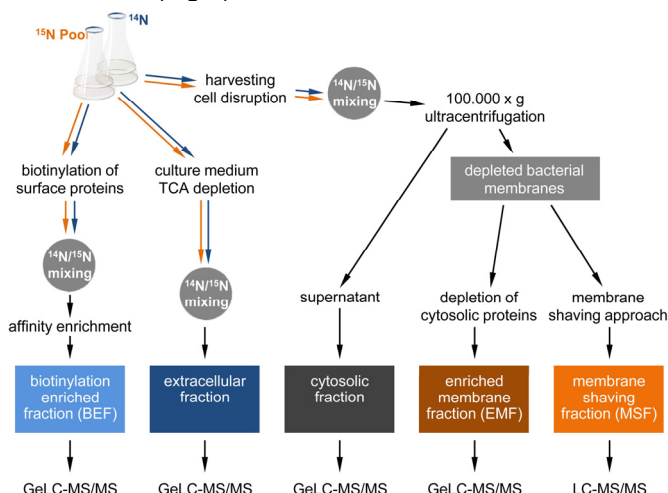 ¹⁴N
¹⁵N Pool
harvesting
cell disruption
¹⁴N/¹⁵N
mixing
100.000 x g
ultracentrifugation
biotinylation of
surface proteins
culture medium
TCA depletion
depleted bacterial
membranes
¹⁴N/¹⁵N
mixing
¹⁴N/¹⁵N
mixing
supernatant
depletion of
cytosolic proteins
membrane
shaving approach
affinity enrichment
biotinylation
enriched
fraction (BEF)
extracellular
fraction
cytosolic
fraction
enriched
membrane
fraction (EMF)
membrane
shaving
fraction (MSF)
GeLC-MS/MS
GeLC-MS/MS
GeLC-MS/MS
GeLC-MS/MS
LC-MS/MS